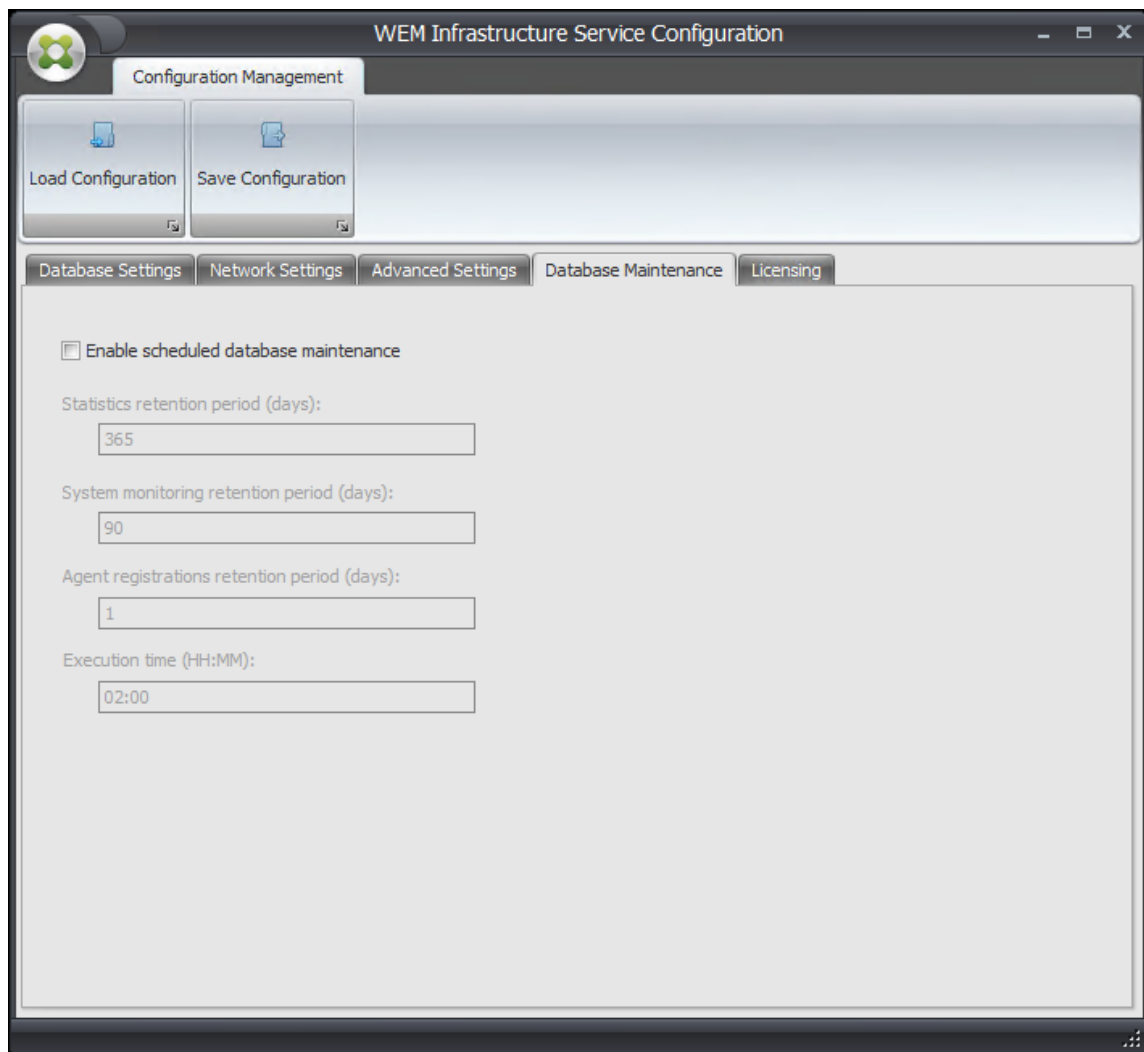 WEM Infrastructure Service Configuration
Configuration Management
Load Configuration
Save Configuration
Database Settings
Network Settings
Advanced Settings
Database Maintenance
Licensing
Enable scheduled database maintenance
Statistics retention period (days):
365
System monitoring retention period (days):
90
Agent registrations retention period (days):
1
Execution time (HH:MM):
02:00